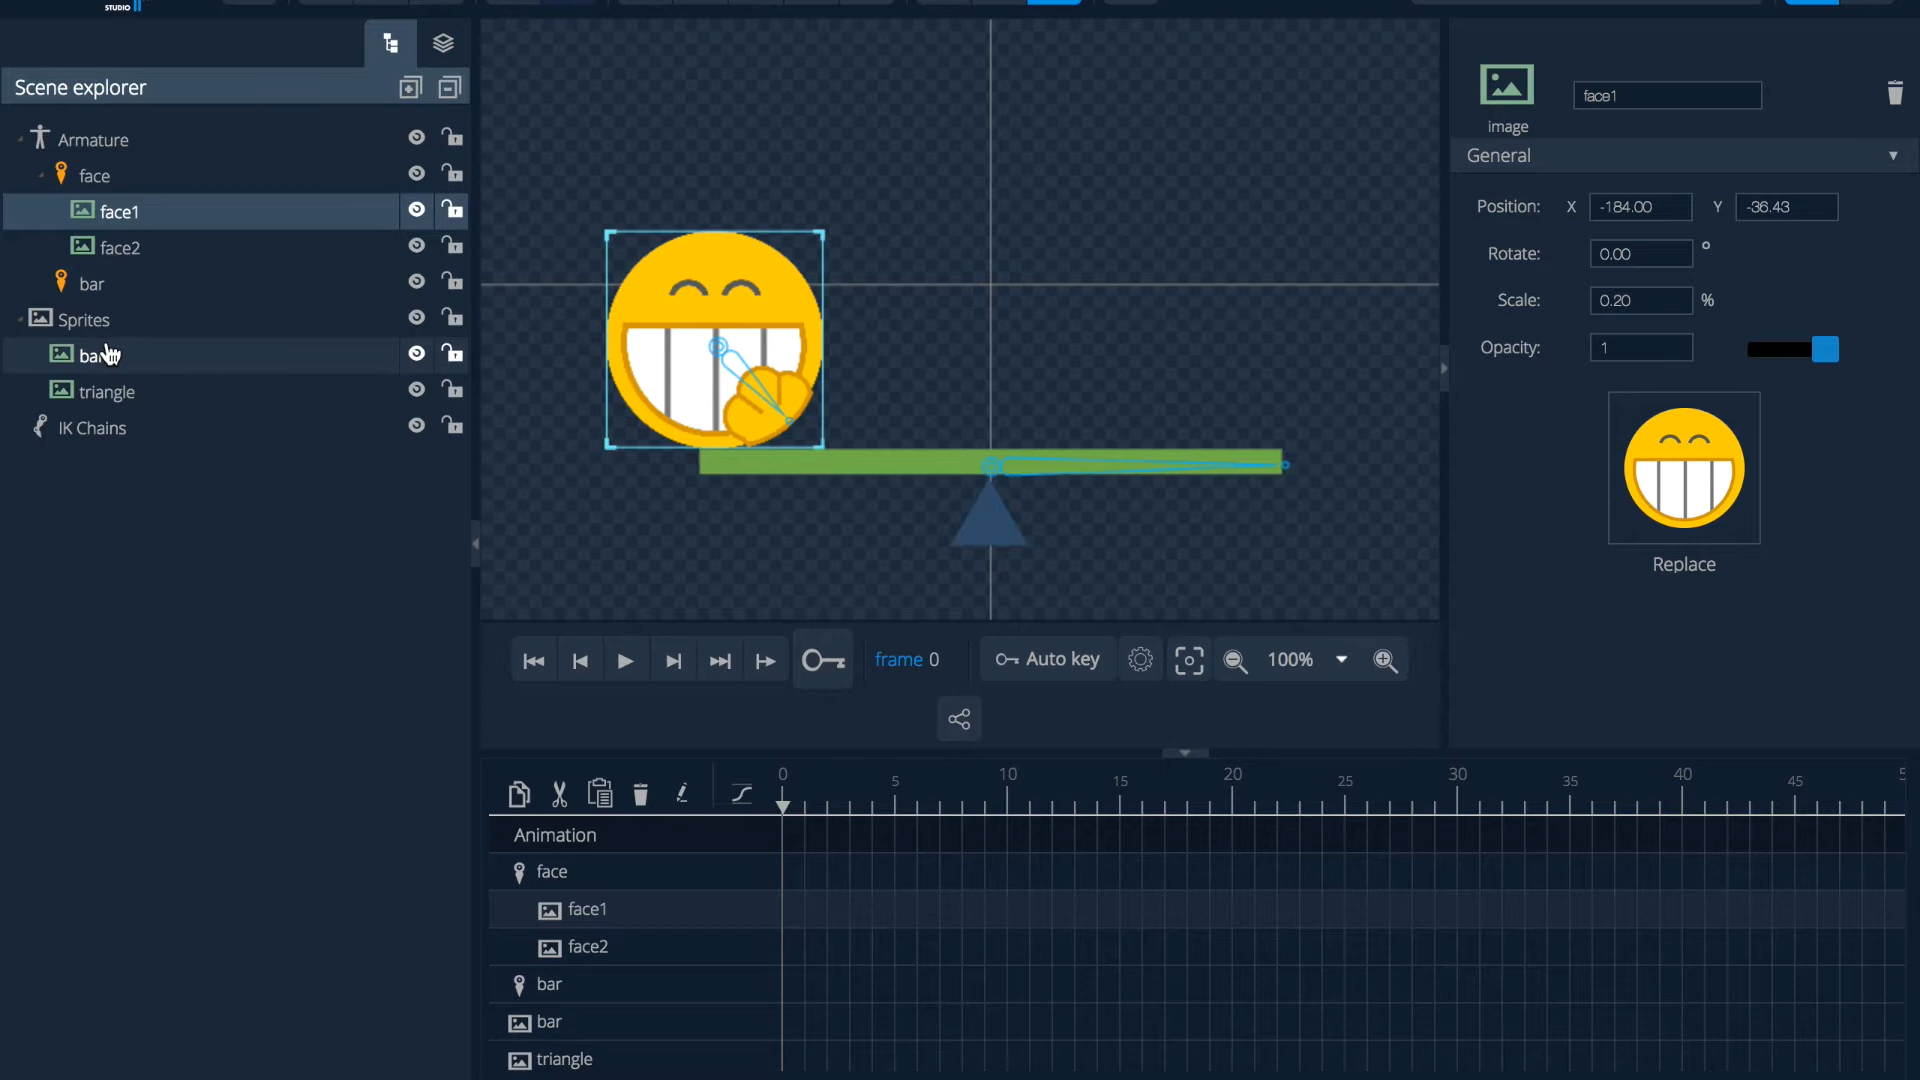 STUDIO
Scene explorer
Armature
face
face1
face2
bar
Sprites
triangle
IK Chains
face1
image
General
Position: X -184.00 Y -36.43
Rotate: 0.00 °
Scale: 0.20 %
Opacity: 1
Replace
frame 0
Auto key
100%
0 5 10 15 20 25 30 35 40 45
Animation
face
face1
face2
bar
bar
triangle